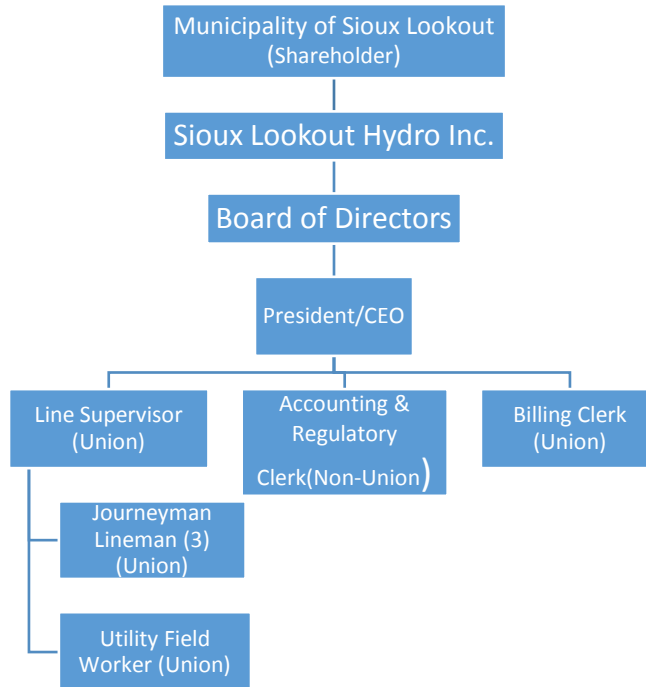 Municipality of Sioux Lookout
(Shareholder)
Sioux Lookout Hydro Inc.
Board of Directors
President/CEO
Line Supervisor
(Union)
Accounting &
Regulatory
Clerk(Non-Union)
Billing Clerk
(Union)
Journeyman
Lineman (3)
(Union)
Utility Field
Worker (Union)